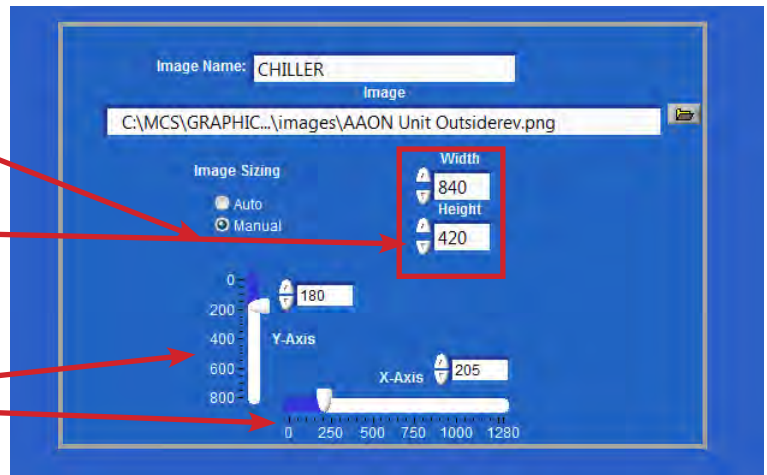 Image Name: CHILLER
Image
C:\MCS\GRAPHIC...\images\AAON Unit Outsiderev.png
Image Sizing
Auto
Manual
Width
840
Height
420
0
200
400
600
800
180
Y-Axis
X-Axis 205
0 250 500 750 1000 1280